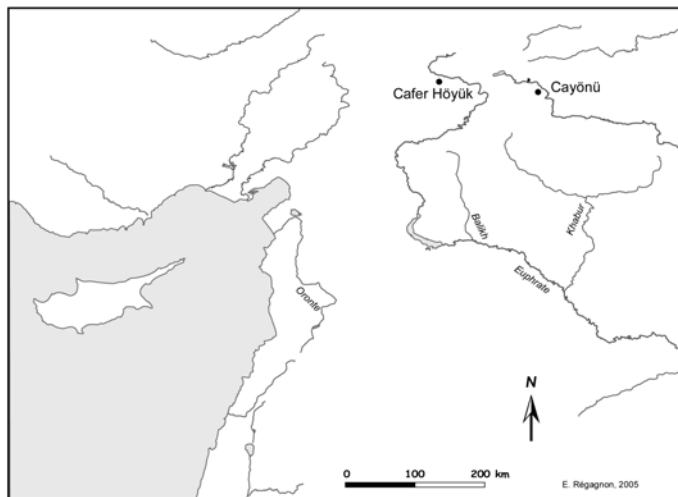 Cafer Höyük
Cayönü
Balikh
Khabur
Euphrate
Oronte
N
0 100 200 km
E. Régagnon, 2005